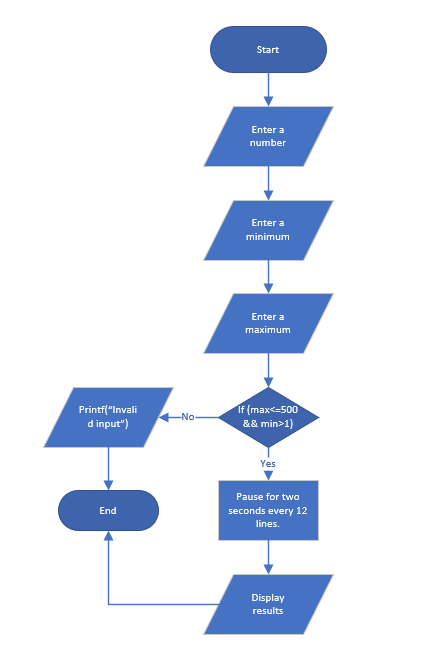 Start
Enter a
number
Enter a
minimum
Enter a
maximum
If (max<=500
&& min>1)
No
Printf("Invali
d input")
Yes
Pause for two
seconds every 12
lines.
End
Display
results